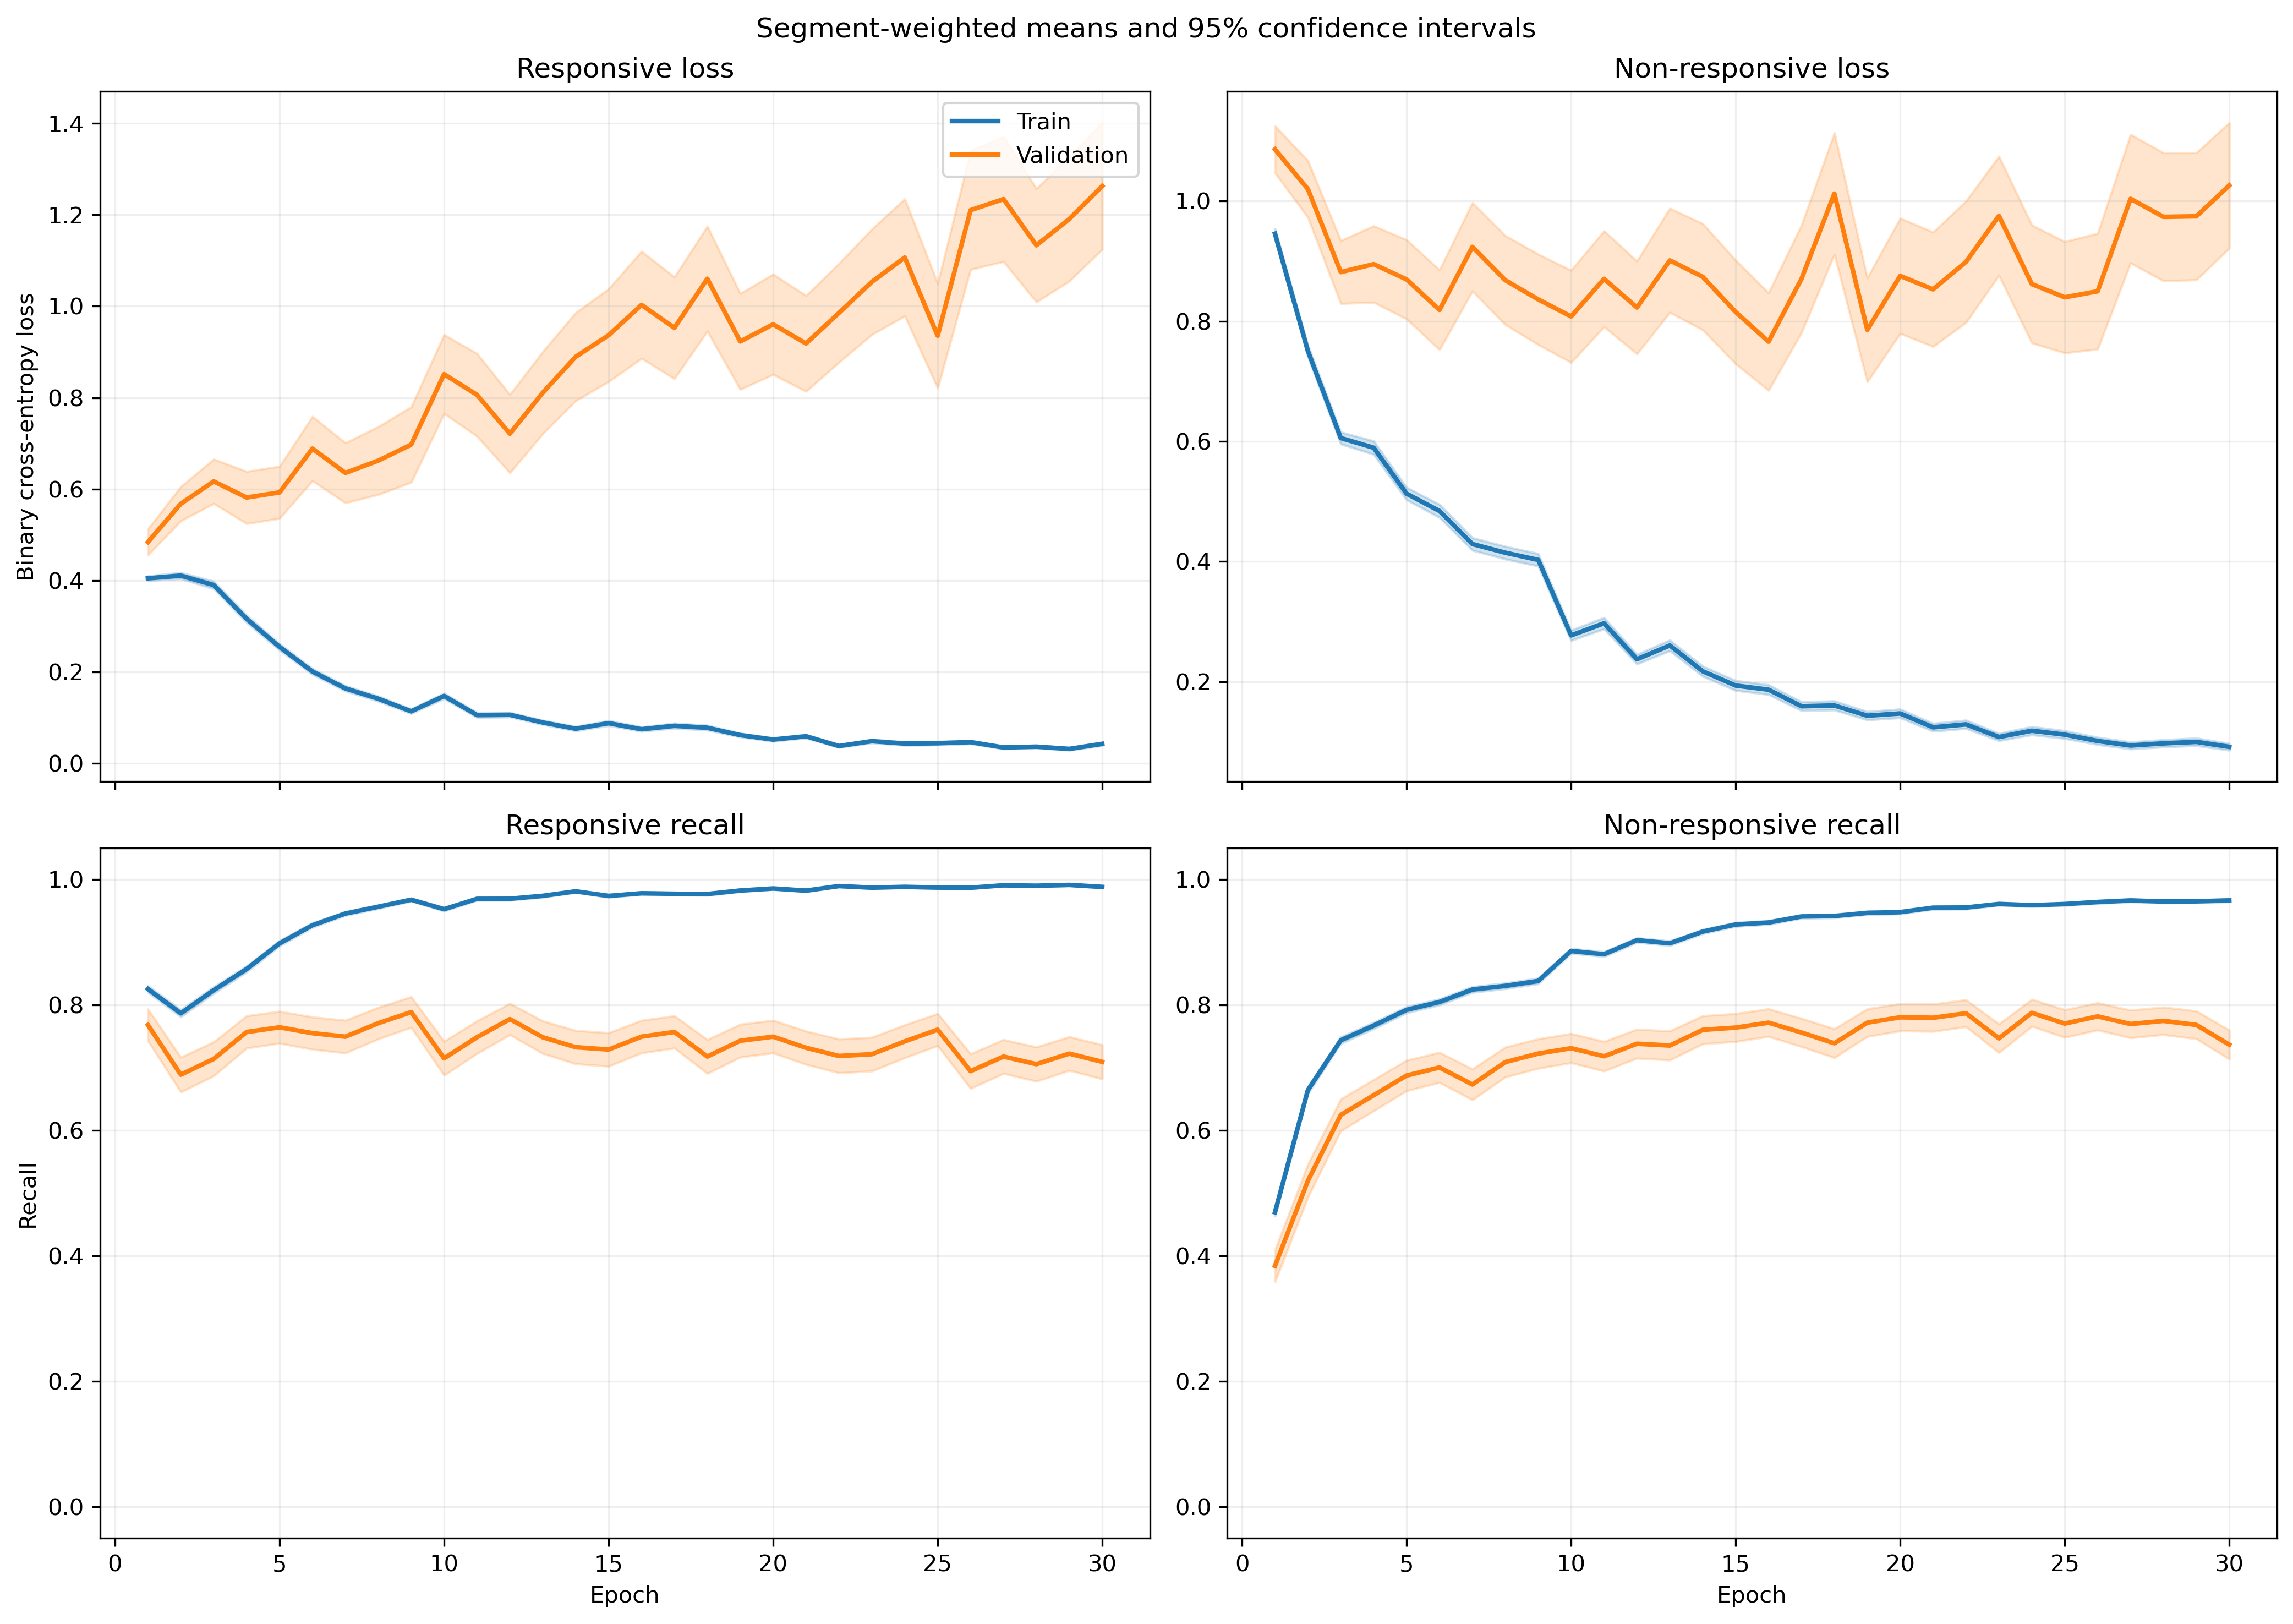 Segment-weighted means and 95% confidence intervals
Responsive loss
Non-responsive loss
Binary cross-entropy loss
1.4
1.2
1.0
0.8
0.6
0.4
0.2
0.0
Train
Validation
1.0
0.8
0.6
0.4
0.2
Responsive recall
Non-responsive recall
Recall
1.0
0.8
0.6
0.4
0.2
0.0
0 5 10 15 20 25 30
Epoch
1.0
0.8
0.6
0.4
0.2
0.0
0 5 10 15 20 25 30
Epoch